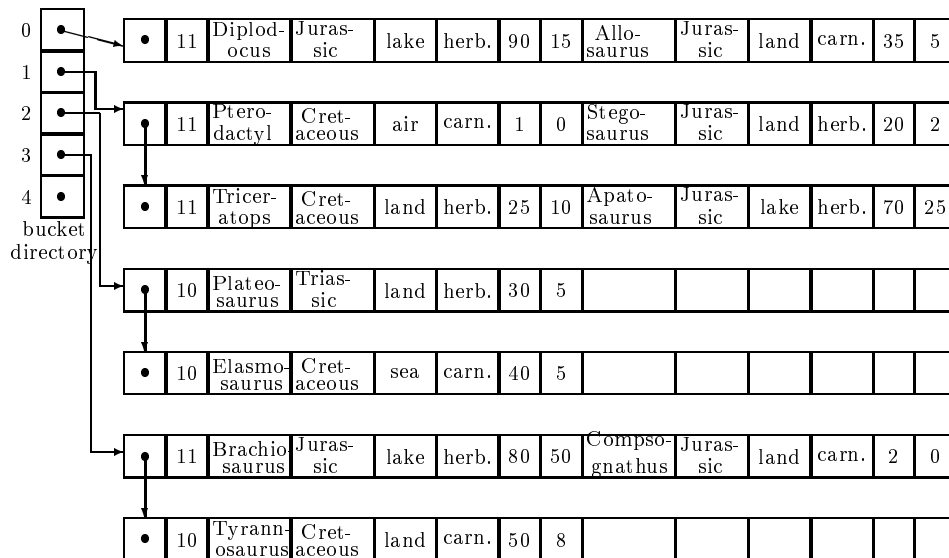 0
11 Diplod- Juras- lake herb. 90 15 Allo- Juras- land carn. 35 5
ocus sic saurus sic
1
2
11 Ptero- Cret- air carn. 1 0 Stego- Juras- land herb. 20 2
dactyl aceous saurus sic
3
4
11 Tricer- Cret- land herb. 25 10 Apato- Juras- lake herb. 70 25
atops aceous saurus sic
bucket
directory
10 Plateo- Trias- land herb. 30 5
saurus sic
10 Elasmo- Cret- sea carn. 40 5
saurus aceous
11 Brachio- Juras- lake herb. 80 50 Compso- Juras- land carn. 2 0
saurus sic gnathus sic
10 Tyrann- Cret- land carn. 50 8
osaurus aceous